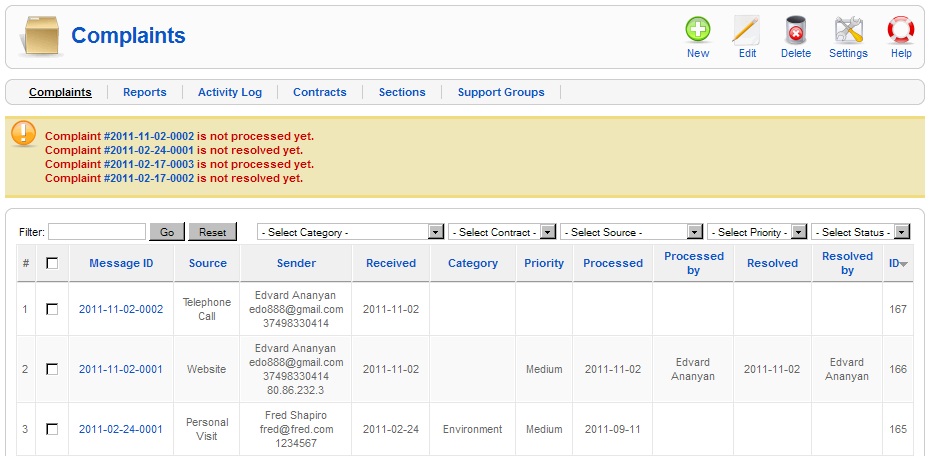 Complaints
New
Edit
Delete
Settings
Help
Complaints Reports Activity Log Contracts Sections Support Groups
Complaint #2011-11-02-0002 is not processed yet.
Complaint #2011-02-24-0001 is not resolved yet.
Complaint #2011-02-17-0003 is not processed yet.
Complaint #2011-02-17-0002 is not resolved yet.
Filter: Go Reset - Select Category - - Select Contract - - Select Source - - Select Priority - - Select Status -
# Message ID Source Sender Received Category Priority Processed Processed by Resolved Resolved by ID
1 2011-11-02-0002 Telephone Call Edvard Ananyan edo888@gmail.com 37498330414 2011-11-02 167
2 2011-11-02-0001 Website Edvard Ananyan edo888@gmail.com 37498330414 80.86.232.3 2011-11-02 Medium 2011-11-02 Edvard Ananyan 2011-11-02 Edvard Ananyan 166
3 2011-02-24-0001 Personal Visit Fred Shapiro fred@fred.com 1234567 2011-02-24 Environment Medium 2011-09-11 165